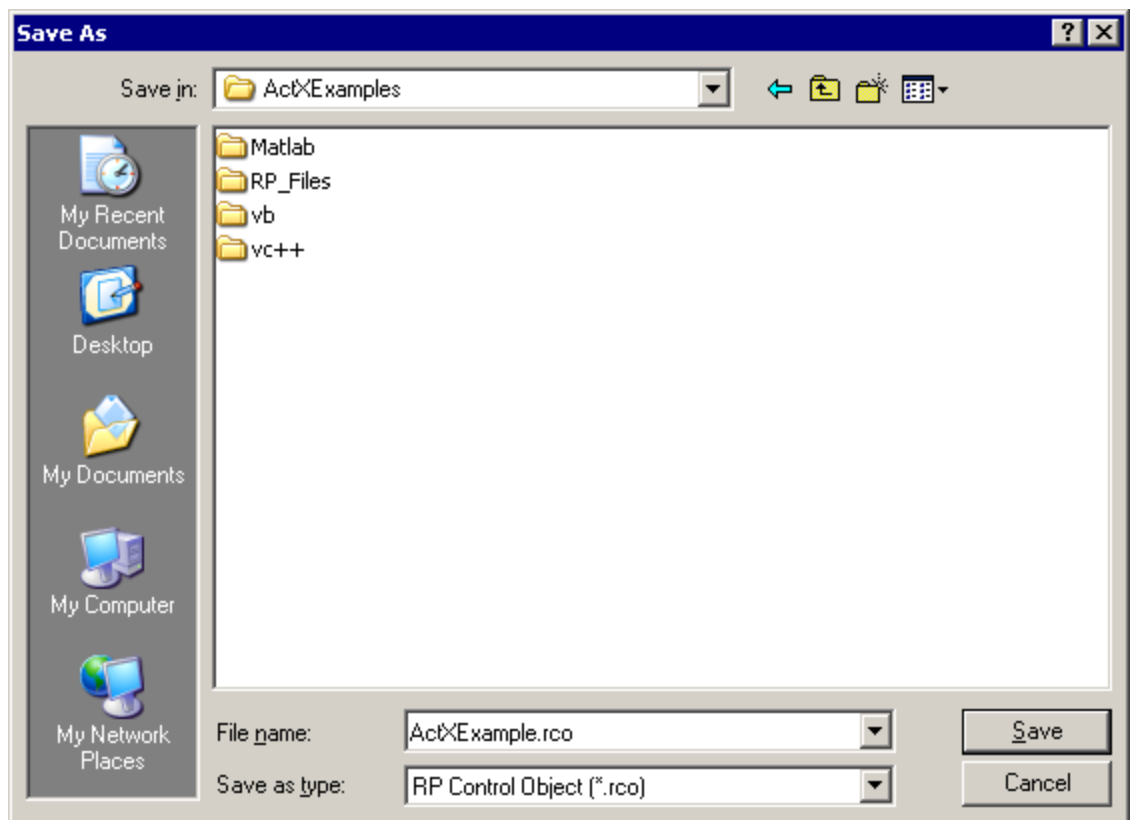 Save As
Save in:
ActXExamples
My Recent
Documents
Desktop
My Documents
My Computer
My Network
Places
Matlab
RP_Files
vb
vc++
File name:
ActXExample.rco
Save
Save as type:
RP Control Object (*.rco)
Cancel